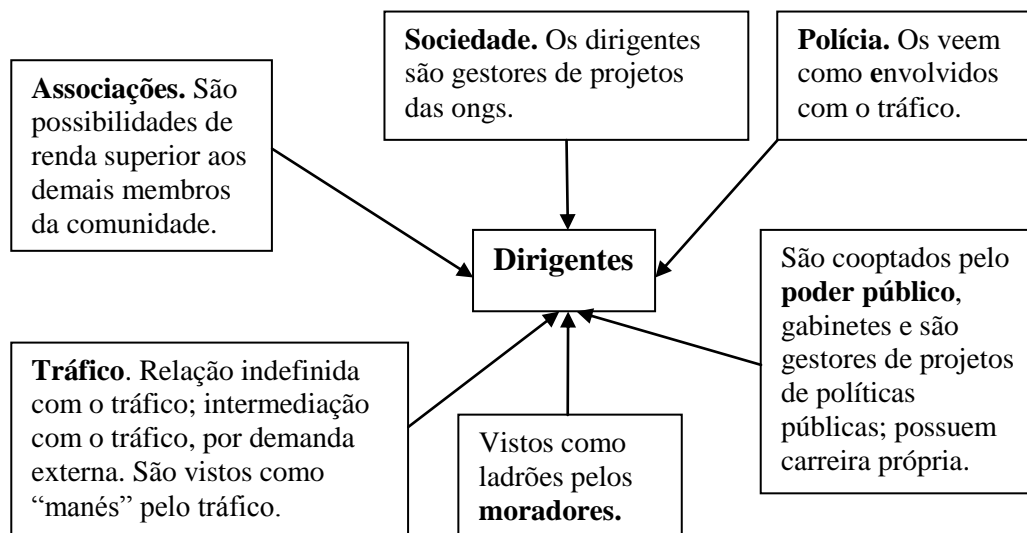 Associações. São
possibilidades de
renda superior aos
demais membros
da comunidade.
Sociedade. Os dirigentes
são gestores de projetos
das ongs.
Polícia. Os veem
como envolvidos
com o tráfico.
Dirigentes
São cooptados pelo
poder público,
gabinetes e são
gestores de projetos
de políticas
públicas; possuem
carreira própria.
Tráfico. Relação indefinida
com o tráfico; intermediação
com o tráfico, por demanda
externa. São vistos como
“manés” pelo tráfico.
Vistos como
ladrões pelos
moradores.